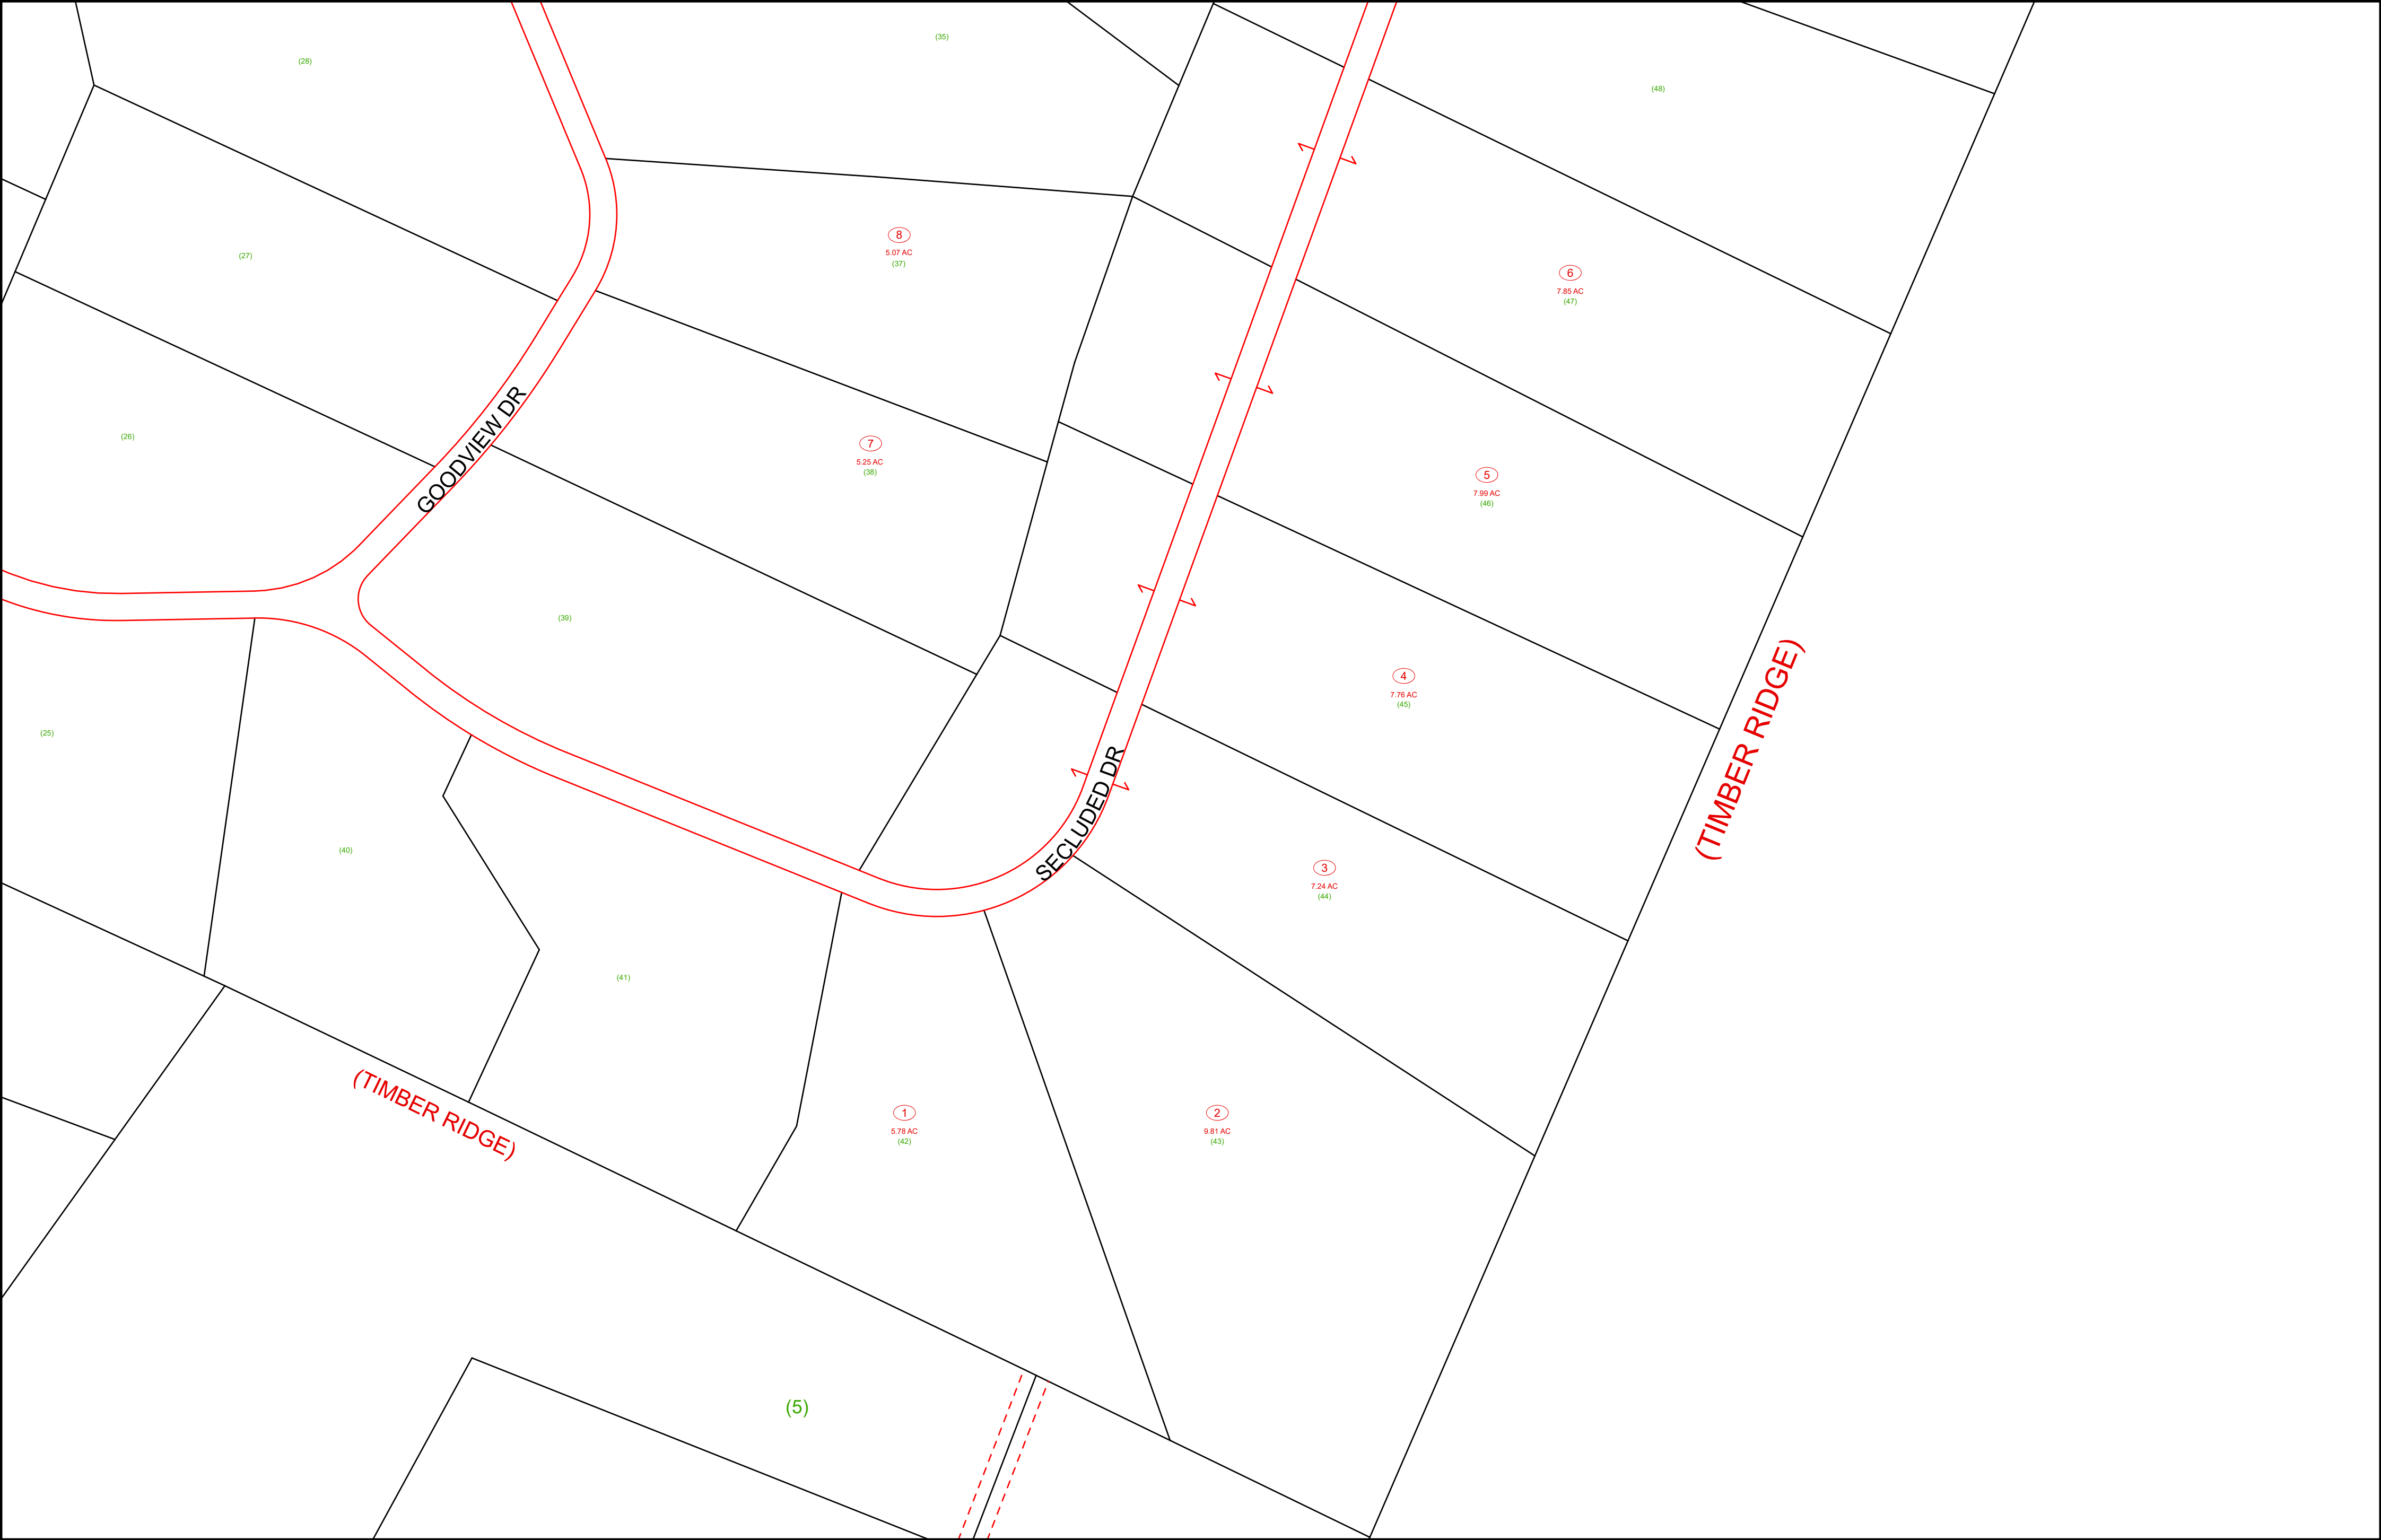 (35)
(28)
(48)
8
5.07 AC
(37)
(27)
6
7.85 AC
(47)
GOODVIEW DR
(26)
7
5.25 AC
(38)
5
7.99 AC
(46)
(39)
4
7.76 AC
(45)
(TIMBER RIDGE)
(25)
SECLUDED DR
(40)
3
7.24 AC
(44)
(41)
(TIMBER RIDGE)
1
5.78 AC
(42)
2
9.81 AC
(43)
(5)